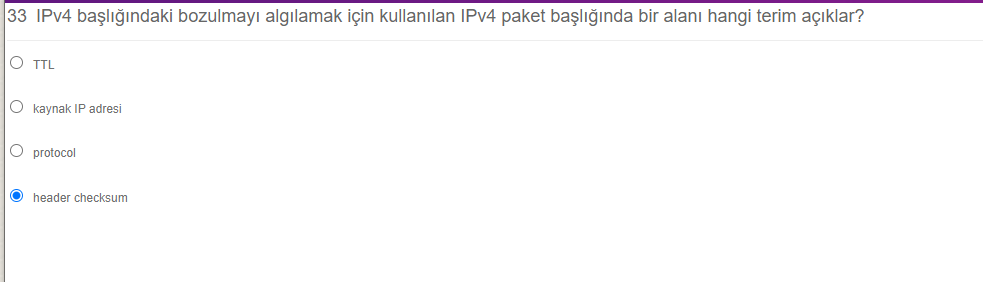 33 IPv4 başlığındaki bozulmayı algılamak için kullanılan IPv4 paket başlığında bir alanı hangi terim açıklar?
TTL
kaynak IP adresi
protocol
header checksum